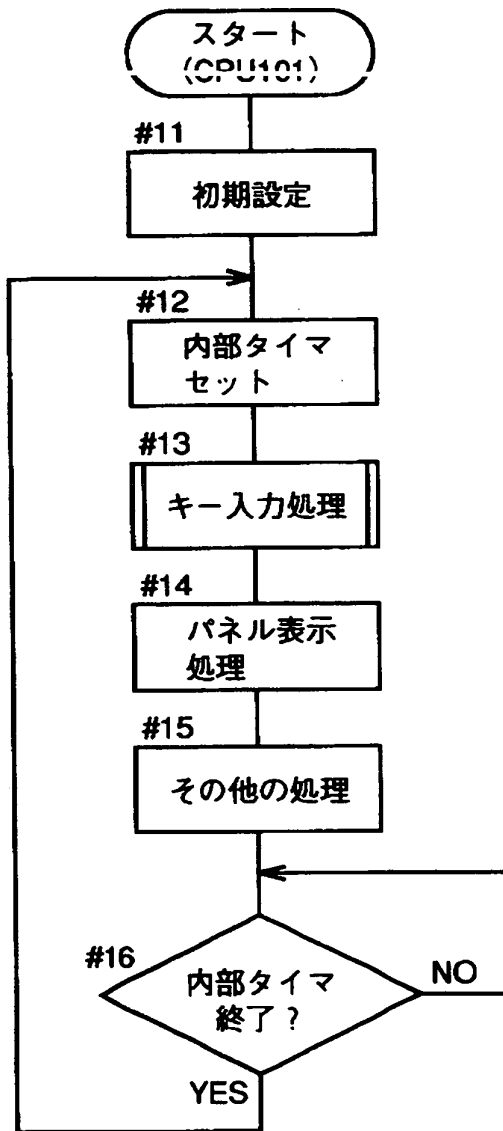 スタート
(CPU101)
#11
初期設定
#12
内部タイマ
セット
#13
キー入力処理
#14
パネル表示
処理
#15
その他の処理
#16
内部タイマ
終了？
NO
YES